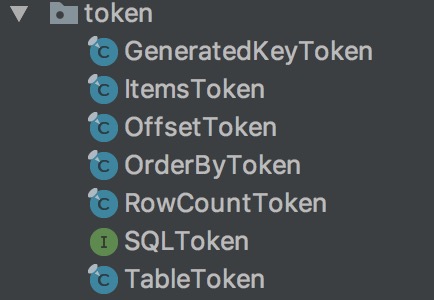 token
C GeneratedKeyToken
C ItemsToken
C OffsetToken
C OrderByToken
C RowCountToken
I SQLToken
C TableToken